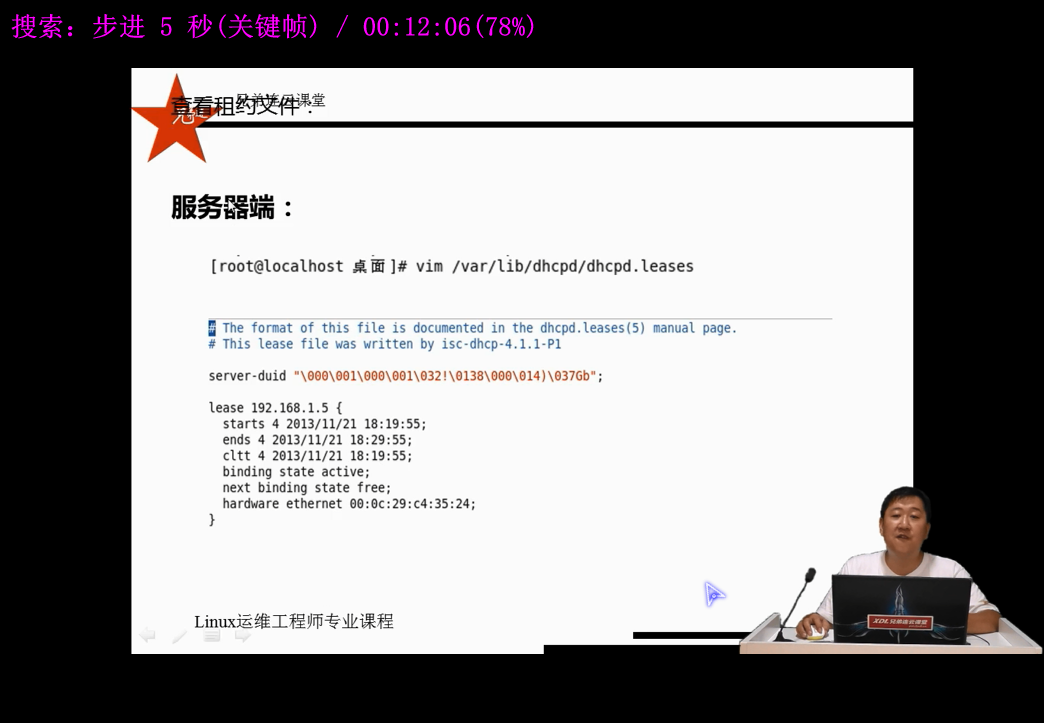 搜索: 步进 5 秒(关键帧) / 00:12:06(78%)
兄弟连云课堂
查看租约文件：
服务器端：
[root@localhost 桌面]# vim /var/lib/dhcpd/dhcpd.leases
# The format of this file is documented in the dhcpd.leases(5) manual page.
# This lease file was written by isc-dhcp-4.1.1-P1
server-duid "\000\001\000\001\032!\0138\000\014)\037Gb";
lease 192.168.1.5 {
starts 4 2013/11/21 18:19:55;
ends 4 2013/11/21 18:29:55;
cltt 4 2013/11/21 18:19:55;
binding state active;
next binding state free;
hardware ethernet 00:0c:29:c4:35:24;
}
XDL兄弟连云课堂
Linux运维工程师专业课程